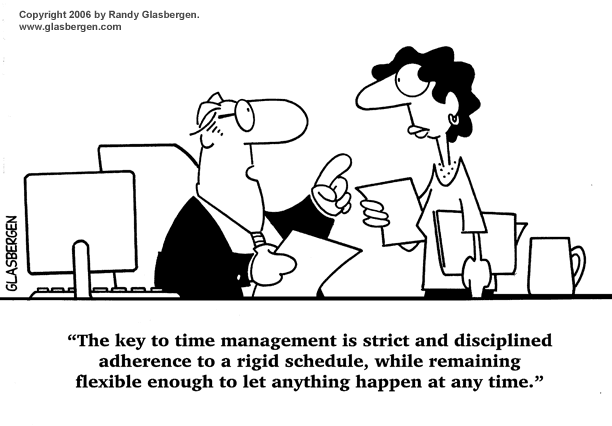 Copyright 2006 by Randy Glasbergen.
www.glasbergen.com
GLASBERGEN
“The key to time management is strict and disciplined
adherence to a rigid schedule, while remaining
flexible enough to let anything happen at any time.”